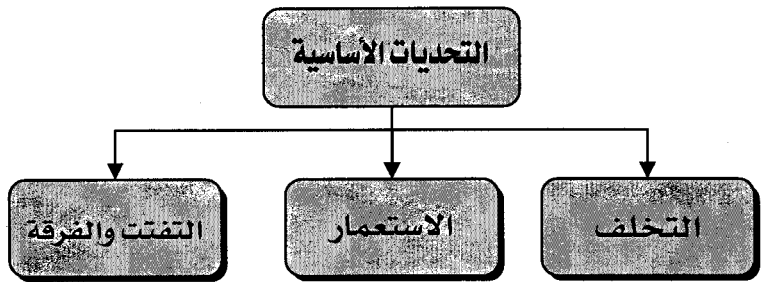 التحديات الأساسية
التخلف
الاستعمار
التفتت والفرقة